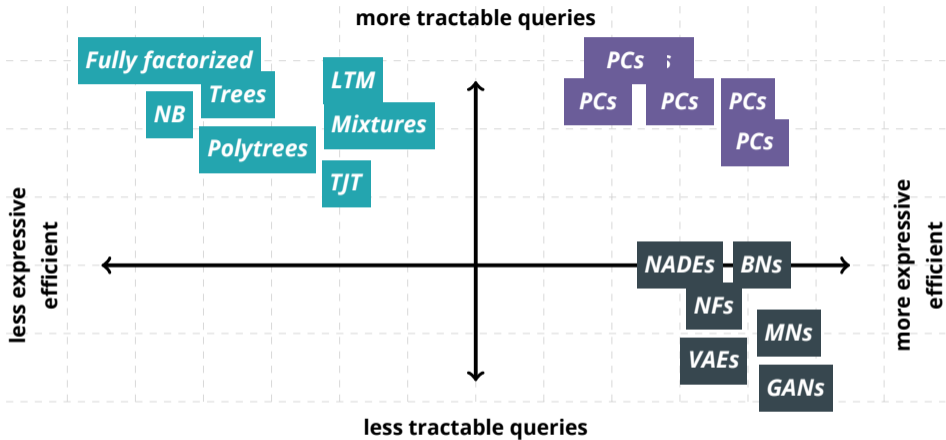 more tractable queries
Fully factorized
PCs
LTM
Trees
NB
PCs
PCs
PCs
Mixtures
Polytrees
PCs
TJT
less expressive
efficient
more expressive
efficient
NADEs
BNs
NFs
MNs
VAEs
GANs
less tractable queries